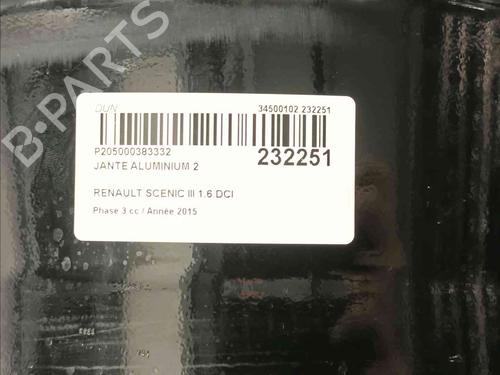 DUN
34500102 232251
P205000383332
232251
JANTE ALUMINIUM 2
RENAULT SCENIC III 1.6 DCI
Phase 3 cc / Année 2015
B-PARTS